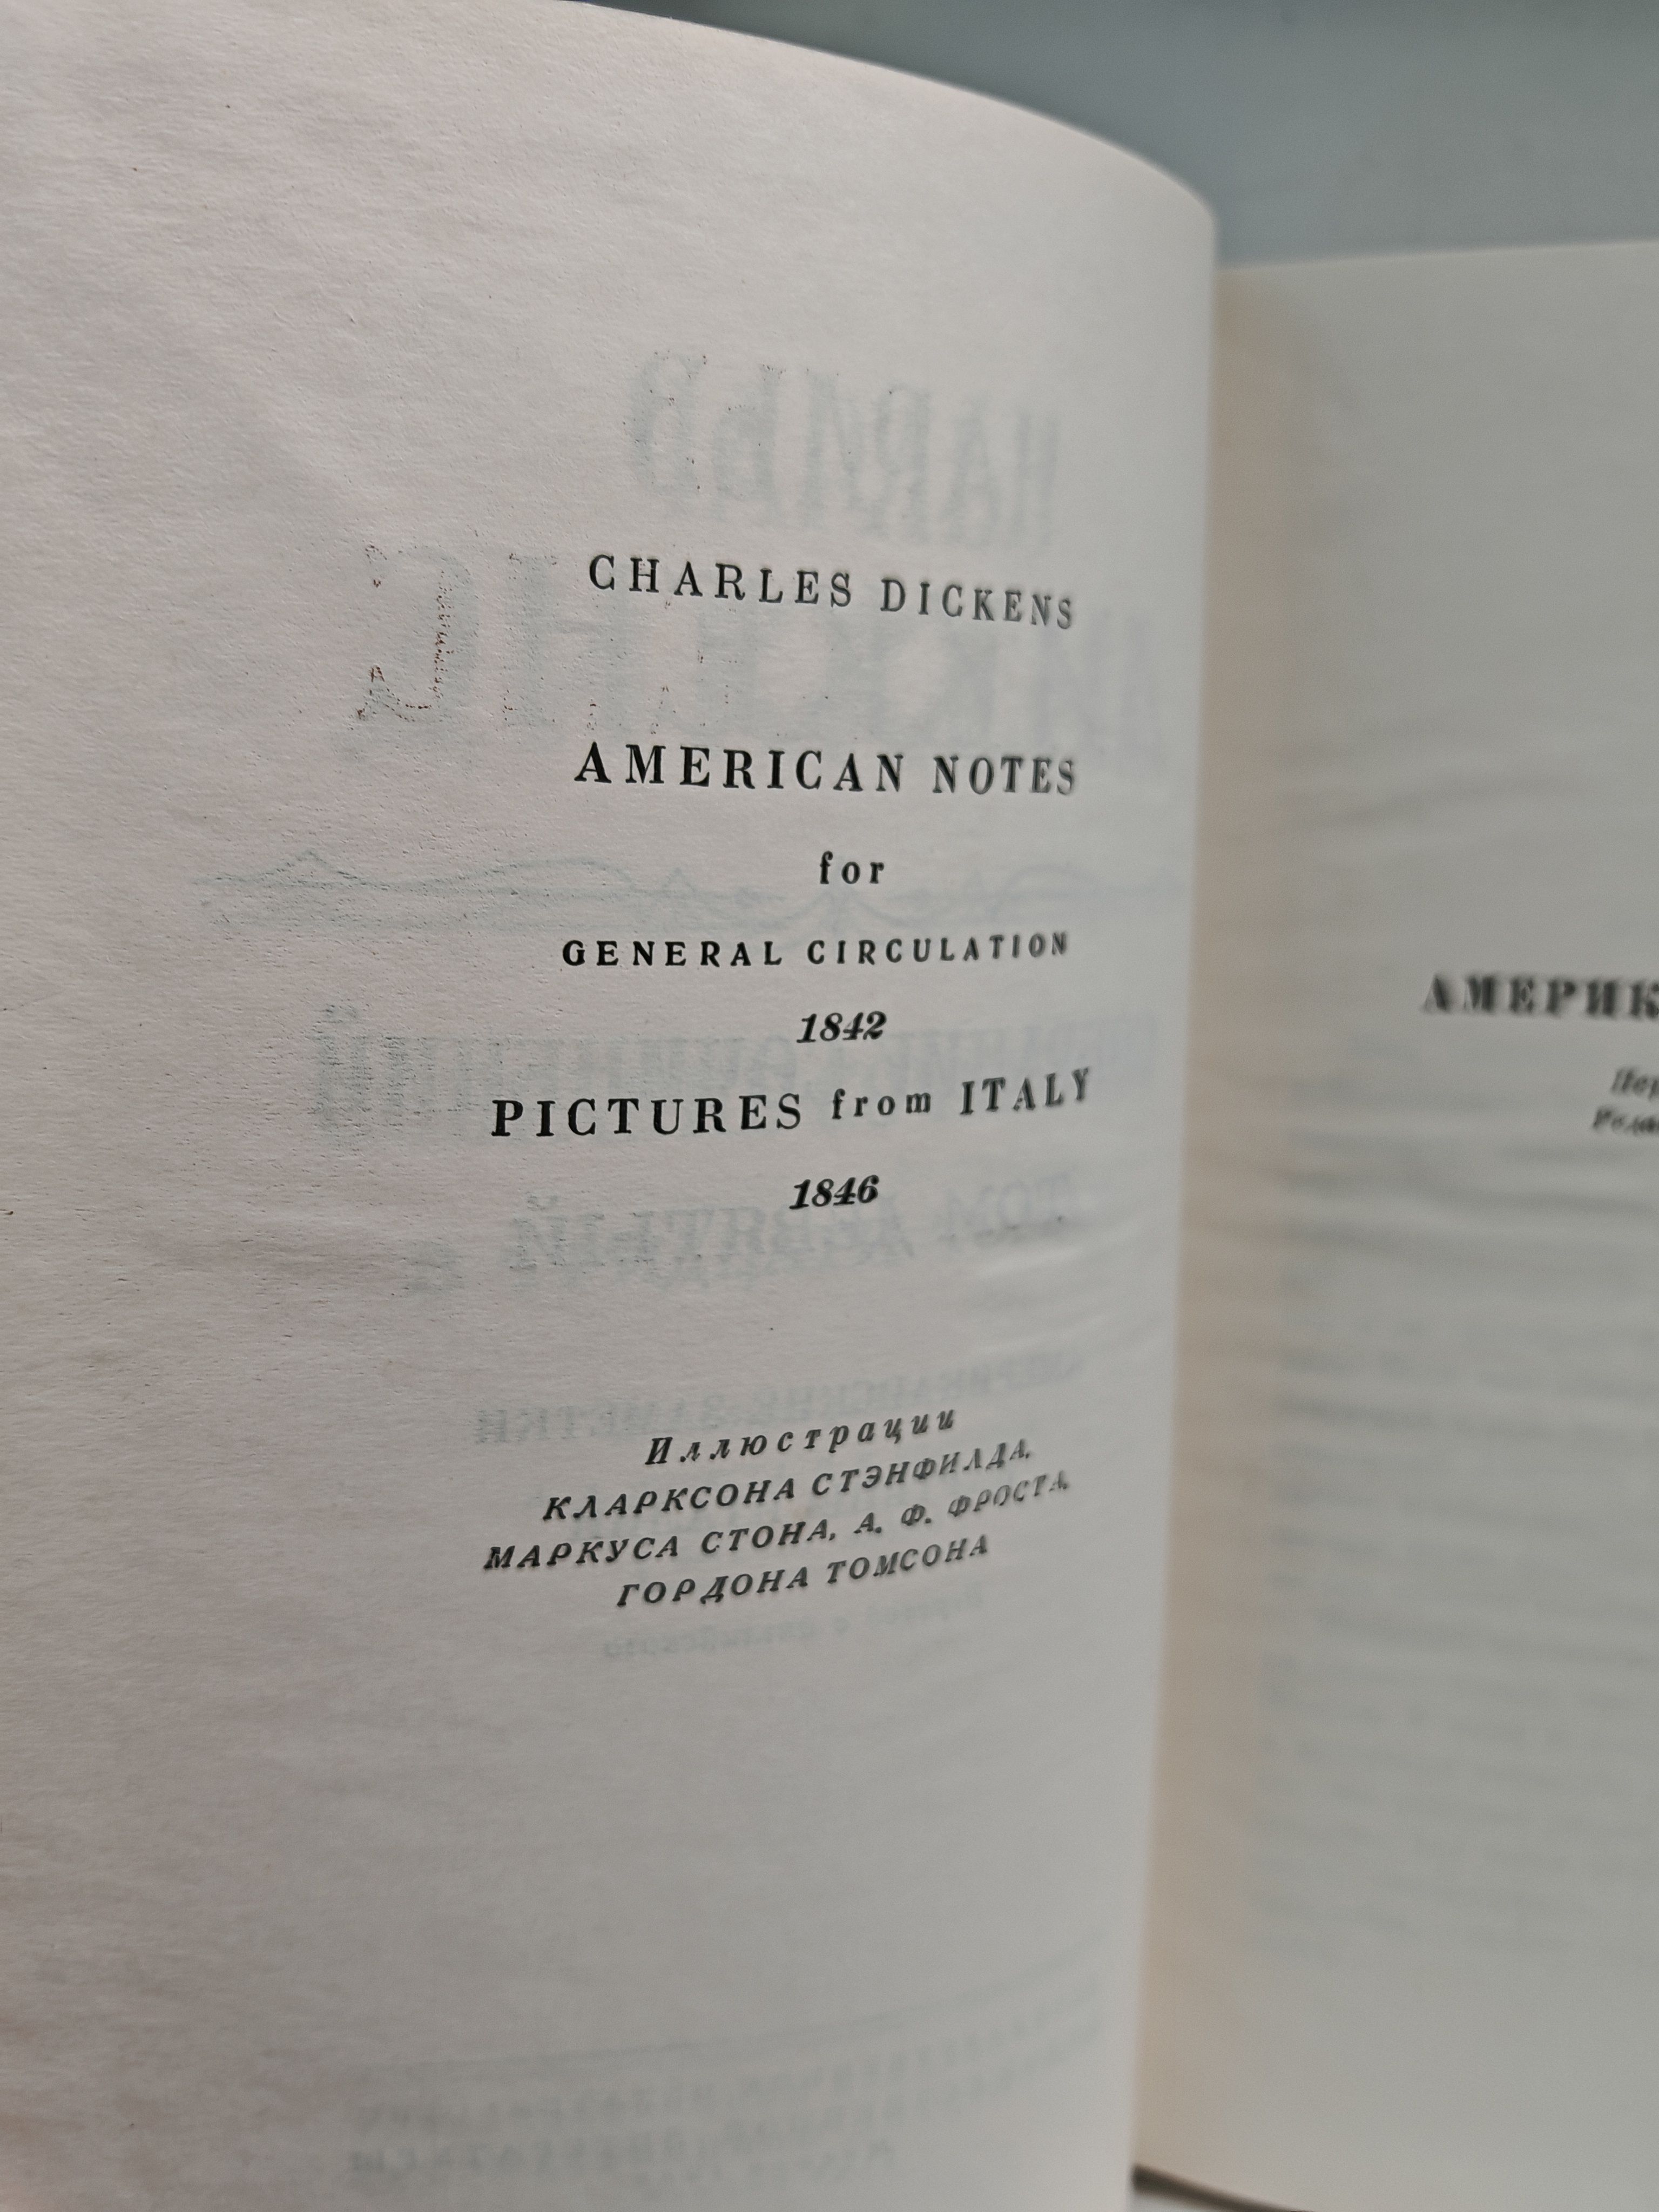 CHARLES DICKENS
AMERICAN NOTES
for
GENERAL CIRCULATION
1842
PICTURES from ITALY
1846
Иллюстрации
КЛАРКСОНА СТЭНФИЛДА,
МАРКУСА СТОНА, А. Ф. ФРОСТА,
ГОРДОНА ТОМСОНА
АМЕРИК